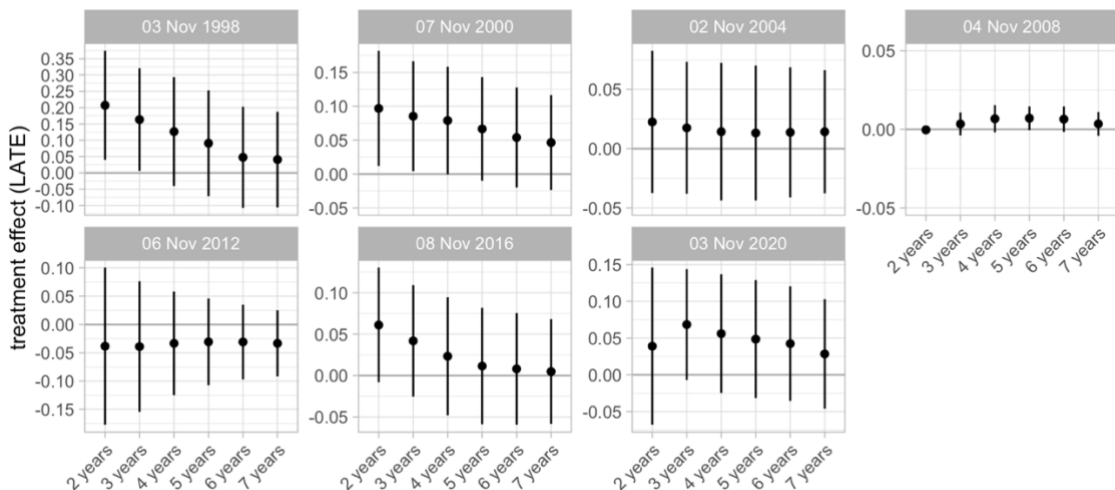 03 Nov 1998
07 Nov 2000
02 Nov 2004
04 Nov 2008
0.35
0.30
0.25
0.20
0.15
0.10
0.05
0.00
-0.05
-0.10
0.15
0.10
0.05
0.00
-0.05
0.05
0.00
-0.05
0.05
0.00
-0.05
2 years
3 years
4 years
5 years
6 years
7 years
treatment effect (LATE)
06 Nov 2012
08 Nov 2016
03 Nov 2020
0.10
0.05
0.00
-0.05
-0.10
-0.15
0.10
0.05
0.00
-0.05
0.15
0.10
0.05
0.00
-0.05
2 years
3 years
4 years
5 years
6 years
7 years
2 years
3 years
4 years
5 years
6 years
7 years
2 years
3 years
4 years
5 years
6 years
7 years